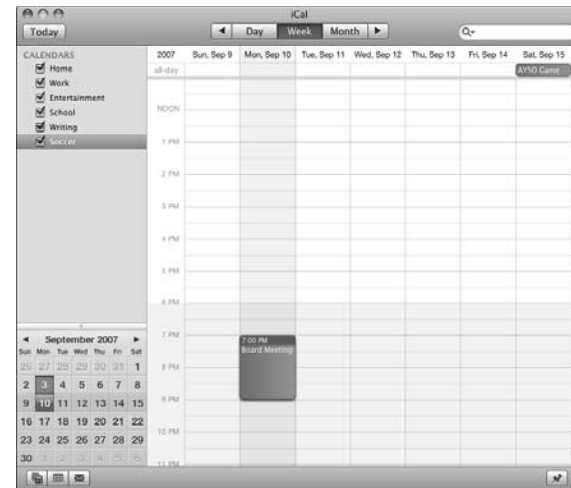 iCal
Today
Day Week Month
CALENDARS
Home
Work
Entertainment
School
Writing
Soccer
2007 Sun, Sep 9 Mon, Sep 10 Tue, Sep 11 Wed, Sep 12 Thu, Sep 13 Fri, Sep 14 Sat, Sep 15
all-day AYSO Game
NOON
1 PM
2 PM
3 PM
4 PM
5 PM
6 PM
7 PM
7:00 PM
Board Meeting
8 PM
9 PM
10 PM
11 PM
September 2007
Sun Mon Tue Wed Thu Fri Sat
26 27 28 29 30 31 1
2 3 4 5 6 7 8
9 10 11 12 13 14 15
16 17 18 19 20 21 22
23 24 25 26 27 28 29
30 1 2 3 4 5 6